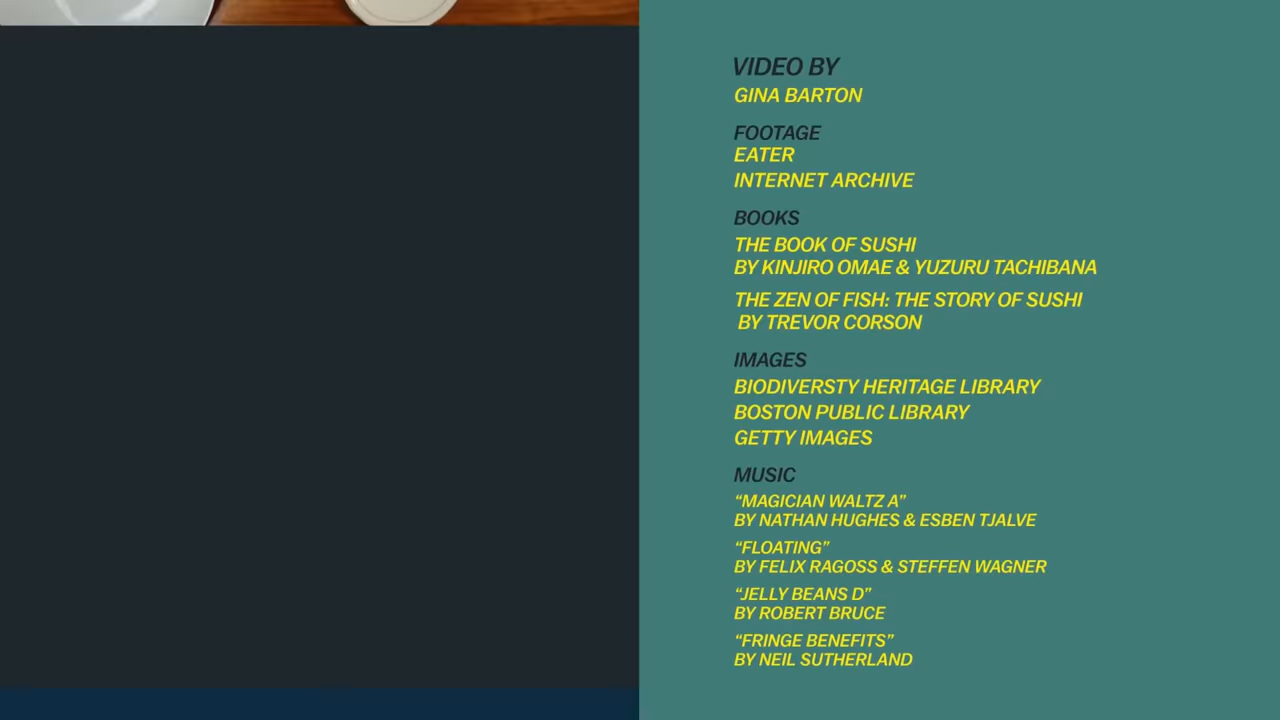 VIDEO BY
GINA BARTON
FOOTAGE
EATER
INTERNET ARCHIVE
BOOKS
THE BOOK OF SUSHI
BY KINJIRO OMAE & YUZURU TACHIBANA
THE ZEN OF FISH: THE STORY OF SUSHI
BY TREVOR CORSON
IMAGES
BIODIVERSTY HERITAGE LIBRARY
BOSTON PUBLIC LIBRARY
GETTY IMAGES
MUSIC
“MAGICIAN WALTZ A”
BY NATHAN HUGHES & ESBEN TJALVE
“FLOATING”
BY FELIX RAGOSS & STEFFEN WAGNER
“JELLY BEANS D”
BY ROBERT BRUCE
“FRINGE BENEFITS”
BY NEIL SUTHERLAND